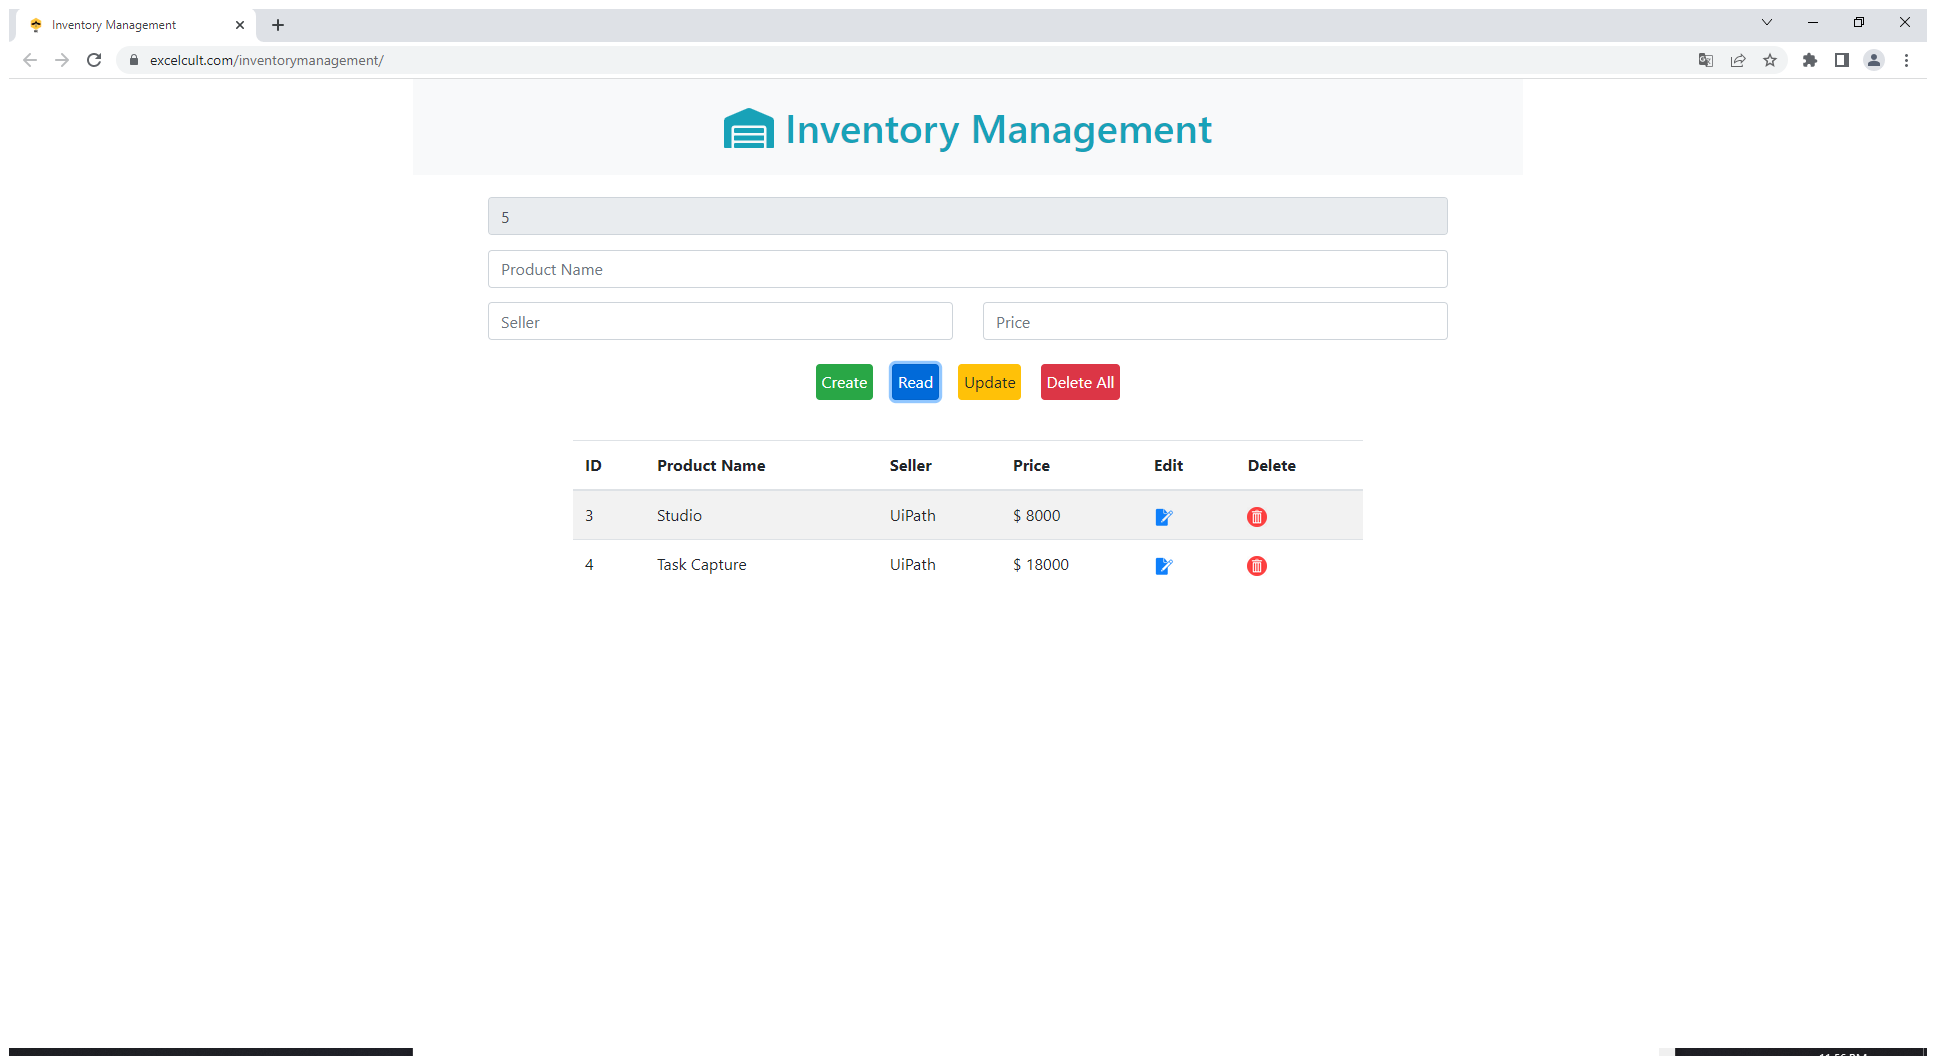 Inventory Management
excelcult.com/inventorymanagement/
Inventory Management
5
Product Name
Seller Price
Create Read Update Delete All
ID Product Name Seller Price Edit Delete
3 Studio UiPath $ 8000
4 Task Capture UiPath $ 18000